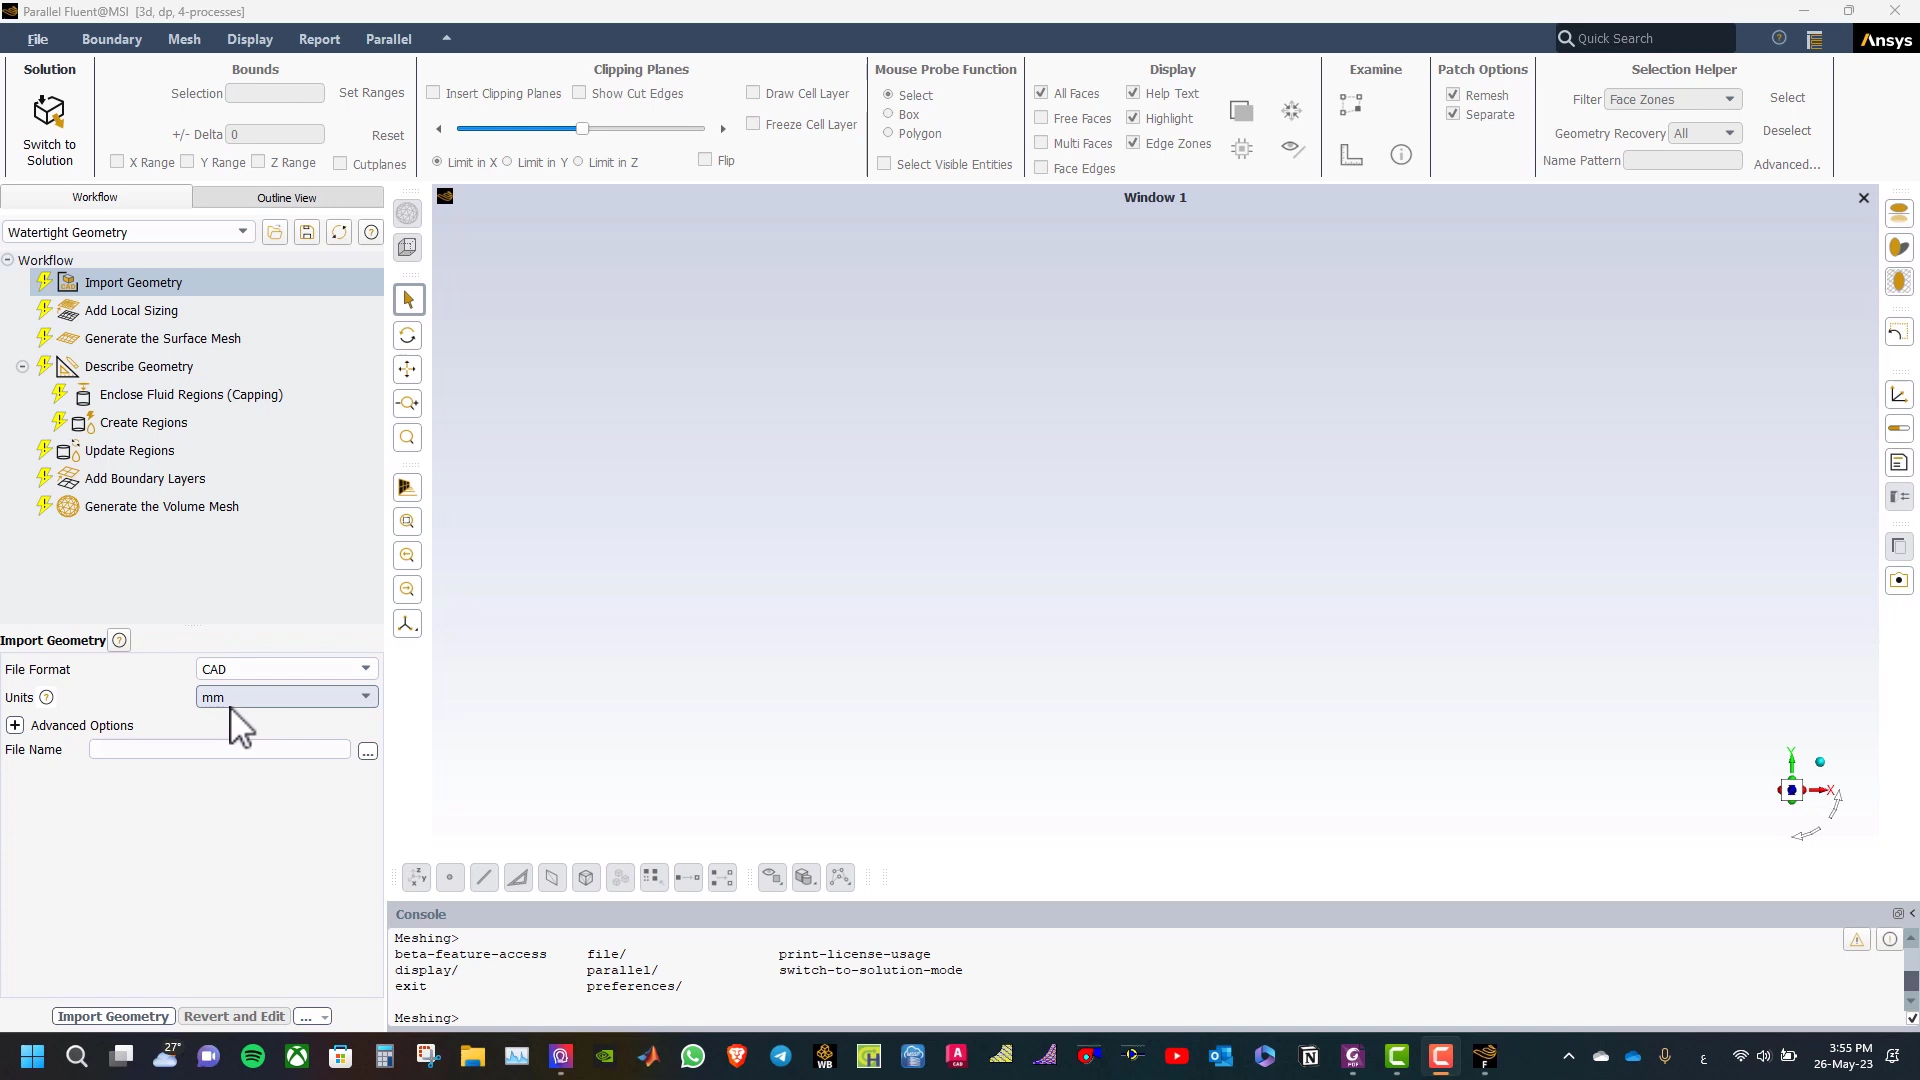 Parallel Fluent@MSI [3d, dp, 4-processes]
File Boundary Mesh Display Report Parallel
Quick Search
Ansys
Solution
Switch to
Solution
Bounds
Selection Set Ranges
+/- Delta 0 Reset
X Range Y Range Z Range Cutplanes
Clipping Planes
Insert Clipping Planes Show Cut Edges Draw Cell Layer
Freeze Cell Layer
Limit in X Limit in Y Limit in Z Flip
Mouse Probe Function
Select
Box
Polygon
Select Visible Entities
Display
All Faces Help Text
Free Faces Highlight
Multi Faces Edge Zones
Face Edges
Examine
Patch Options
Remesh
Separate
Selection Helper
Filter Face Zones Select
Geometry Recovery All Deselect
Name Pattern Advanced...
Workflow Outline View
Watertight Geometry
Workflow
Import Geometry
Add Local Sizing
Generate the Surface Mesh
Describe Geometry
Enclose Fluid Regions (Capping)
Create Regions
Update Regions
Add Boundary Layers
Generate the Volume Mesh
Import Geometry
File Format CAD
Units mm
Advanced Options
File Name ...
Import Geometry Revert and Edit ...
Window 1
Y
X
Console
Meshing>
beta-feature-access file/ print-license-usage
display/ parallel/ switch-to-solution-mode
exit preferences/
Meshing>
27°
WB
ع
3:55 PM
26-May-23